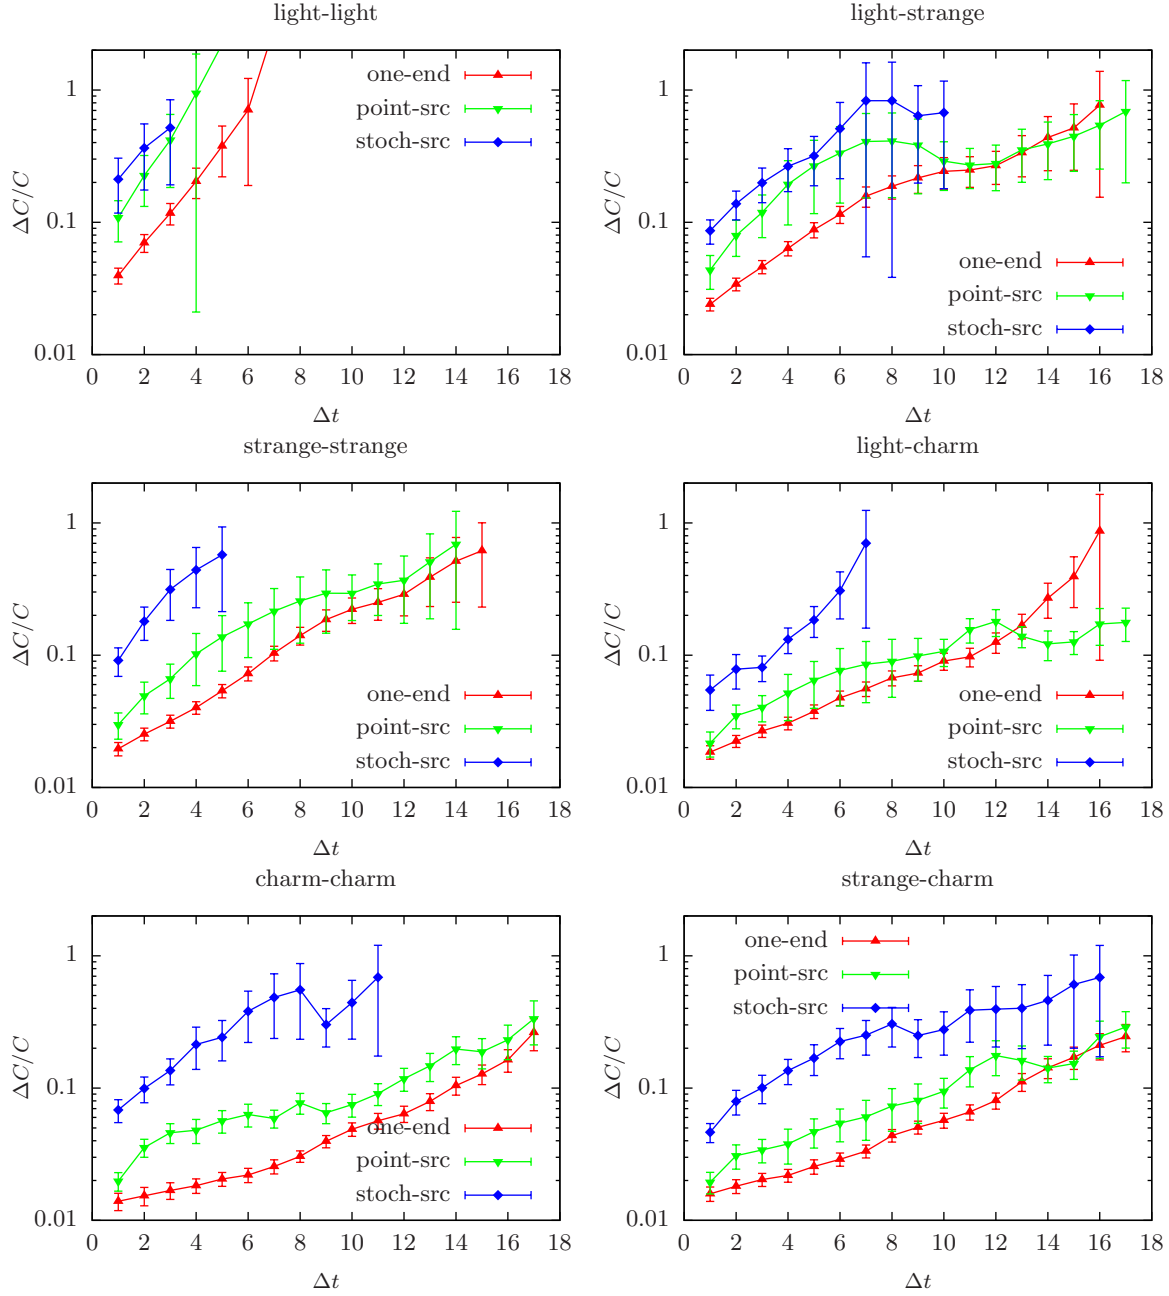 light-light
1
0.1
0.01
ΔC/C
one-end
point-src
stoch-src
0 2 4 6 8 10 12 14 16 18
Δt
light-strange
1
0.1
0.01
ΔC/C
one-end
point-src
stoch-src
0 2 4 6 8 10 12 14 16 18
Δt
strange-strange
1
0.1
0.01
ΔC/C
one-end
point-src
stoch-src
0 2 4 6 8 10 12 14 16 18
Δt
light-charm
1
0.1
0.01
ΔC/C
one-end
point-src
stoch-src
0 2 4 6 8 10 12 14 16 18
Δt
charm-charm
1
0.1
0.01
ΔC/C
one-end
point-src
stoch-src
0 2 4 6 8 10 12 14 16 18
Δt
strange-charm
1
0.1
0.01
ΔC/C
one-end
point-src
stoch-src
0 2 4 6 8 10 12 14 16 18
Δt